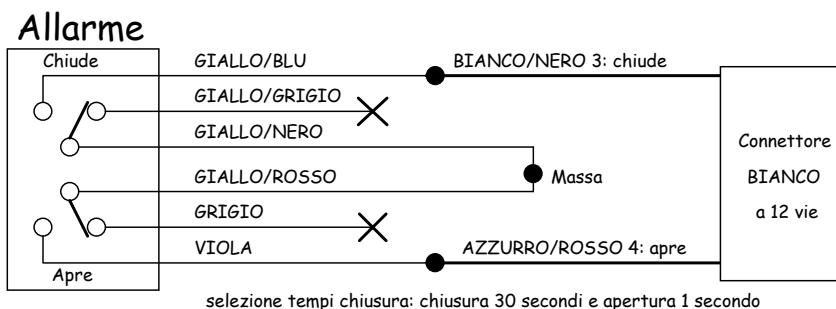 Allarme
Chiude
GIALLO/BLU
BIANCO/NERO 3: chiude
GIALLO/GRIGIO
GIALLO/NERO
Connettore
BIANCO
a 12 vie
Massa
GIALLO/ROSSO
GRIGIO
VIOLA
AZZURRO/ROSSO 4: apre
Apre
selezione tempi chiusura: chiusura 30 secondi e apertura 1 secondo